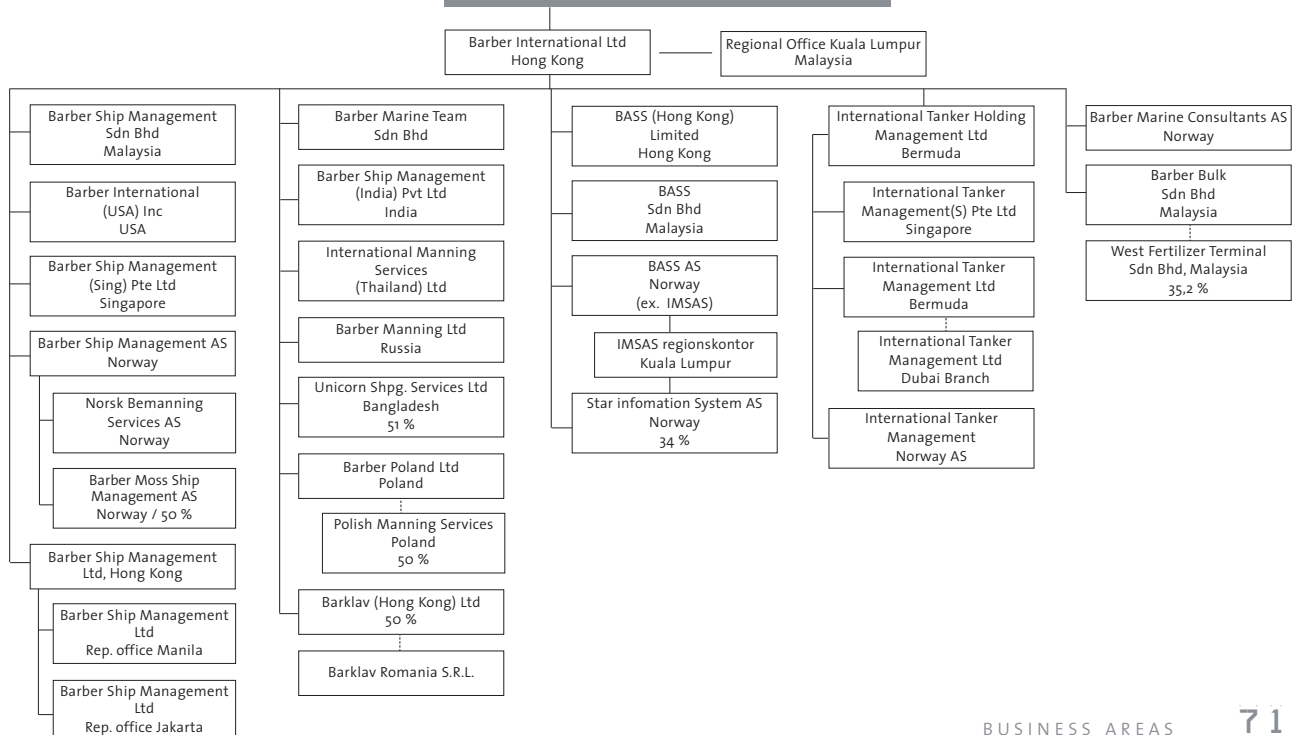 Barber International Ltd
Hong Kong
Regional Office Kuala Lumpur
Malaysia
Barber Ship Management
Sdn Bhd
Malaysia
Barber International
(USA) Inc
USA
Barber Ship Management
(Sing) Pte Ltd
Singapore
Barber Ship Management AS
Norway
Norsk Bemanning
Services AS
Norway
Barber Moss Ship
Management AS
Norway / 50 %
Barber Ship Management
Ltd, Hong Kong
Barber Ship Management
Ltd
Rep. office Manila
Barber Ship Management
Ltd
Rep. office Jakarta
Barber Marine Team
Sdn Bhd
Barber Ship Management
(India) Pvt Ltd
India
International Manning
Services
(Thailand) Ltd
Barber Manning Ltd
Russia
Unicorn Shpg. Services Ltd
Bangladesh
51 %
Barber Poland Ltd
Poland
Polish Manning Services
Poland
50 %
Barklav (Hong Kong) Ltd
50 %
Barklav Romania S.R.L.
BASS (Hong Kong)
Limited
Hong Kong
BASS
Sdn Bhd
Malaysia
BASS AS
Norway
(ex. IMSAS)
IMSAS regionskontor
Kuala Lumpur
Star infomation System AS
Norway
34 %
International Tanker Holding
Management Ltd
Bermuda
International Tanker
Management(S) Pte Ltd
Singapore
International Tanker
Management Ltd
Bermuda
International Tanker
Management Ltd
Dubai Branch
International Tanker
Management
Norway AS
Barber Marine Consultants AS
Norway
Barber Bulk
Sdn Bhd
Malaysia
West Fertilizer Terminal
Sdn Bhd, Malaysia
35,2 %
BUSINESS AREAS 71